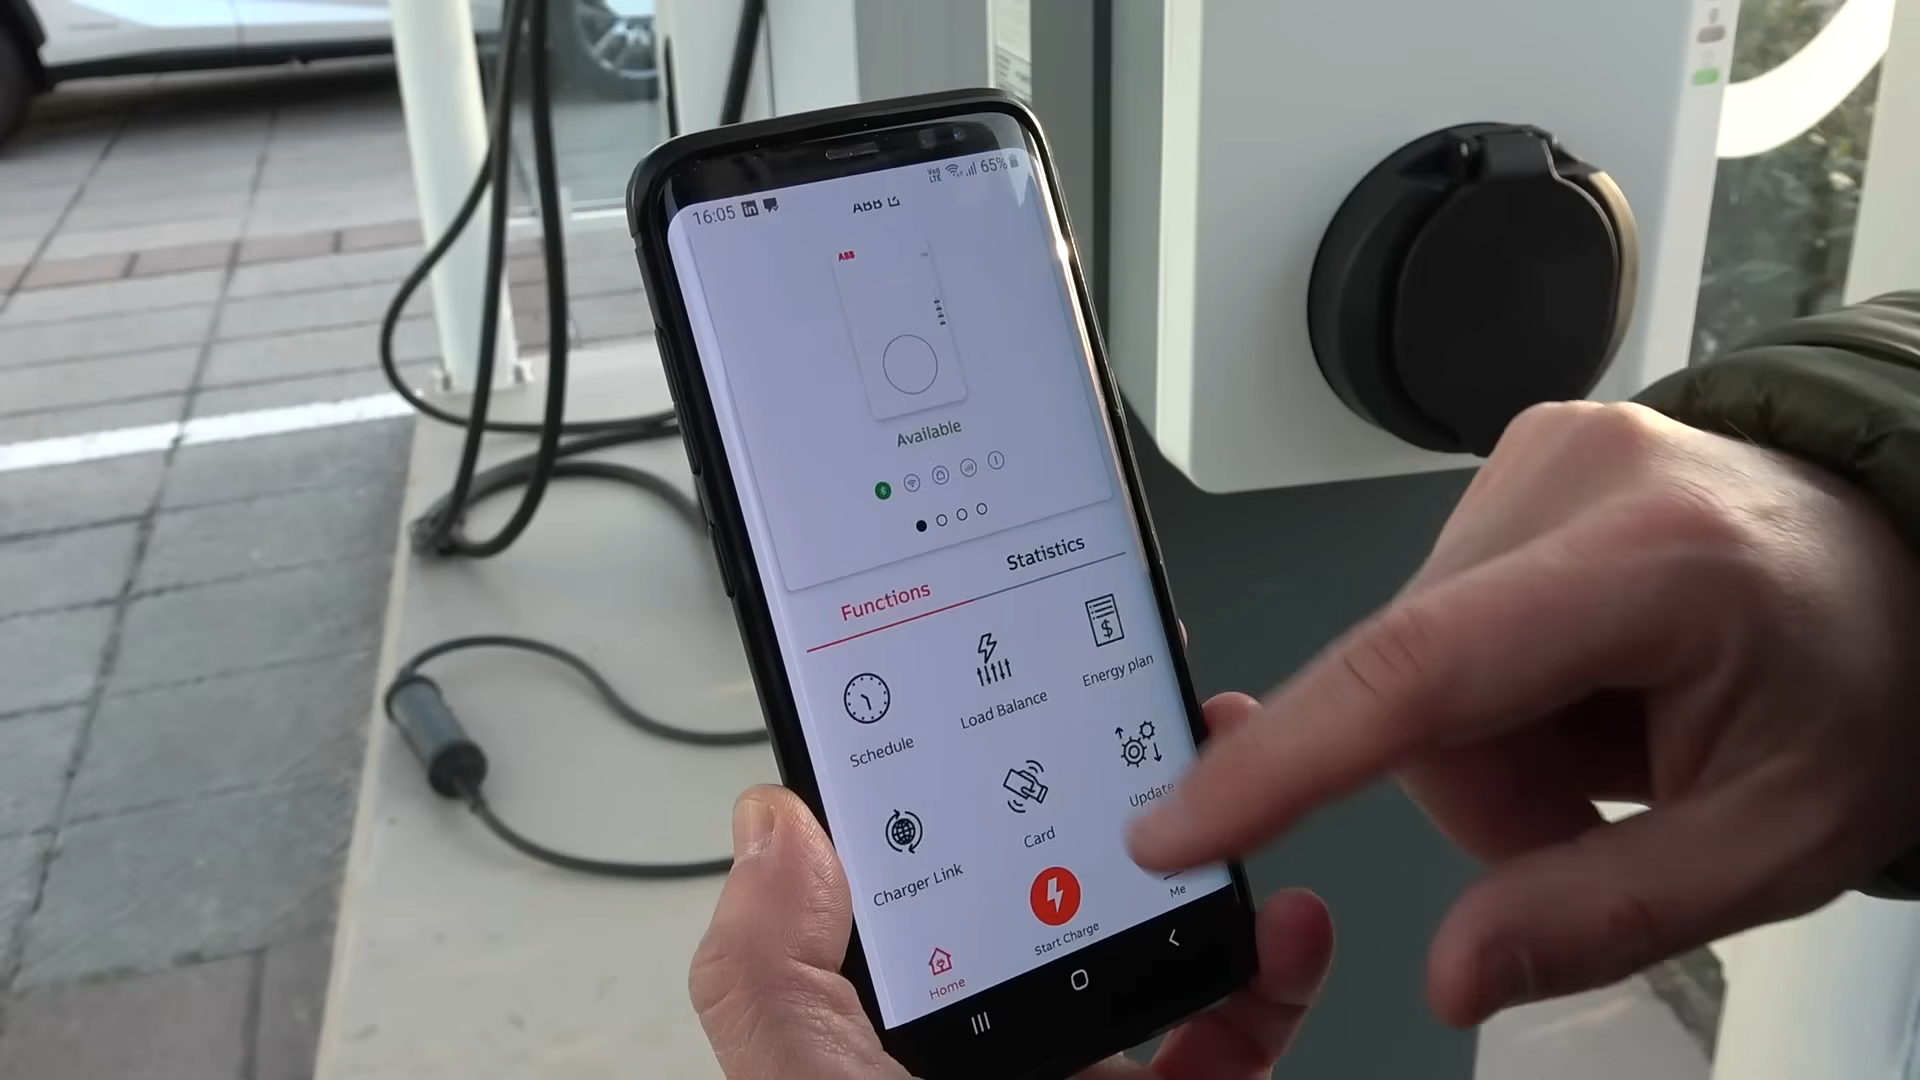 16:05
VoLTE
65%
ABB
ABB
Available
Functions
Statistics
Schedule
Load Balance
Energy plan
Charger Link
Card
Update
Home
Start Charge
Me